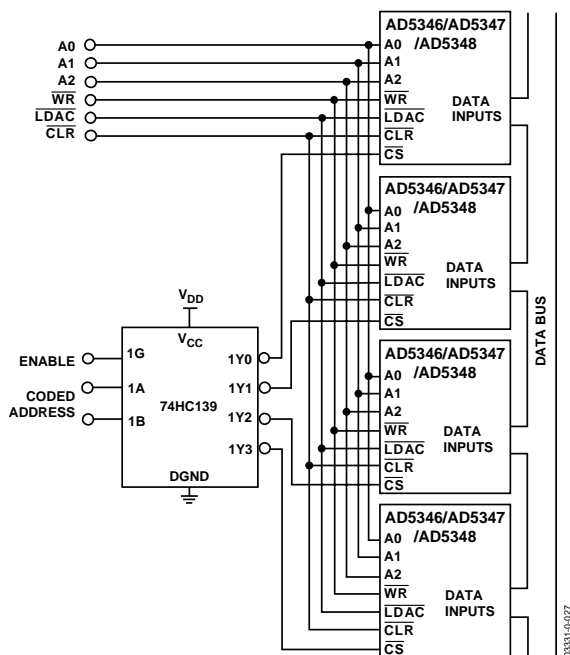 A0
A1
A2
WR
LDAC
CLR
AD5346/AD5347
/AD5348
A0
A1
A2
WR
LDAC
CLR
CS
DATA
INPUTS
AD5346/AD5347
/AD5348
A0
A1
A2
WR
LDAC
CLR
CS
DATA
INPUTS
VDD
VCC
ENABLE
CODED
ADDRESS
1G
1A
1B
74HC139
1Y0
1Y1
1Y2
1Y3
DGND
AD5346/AD5347
/AD5348
A0
A1
A2
WR
LDAC
CLR
CS
DATA
INPUTS
AD5346/AD5347
/AD5348
A0
A1
A2
WR
LDAC
CLR
CS
DATA
INPUTS
DATA BUS
03331-0-027